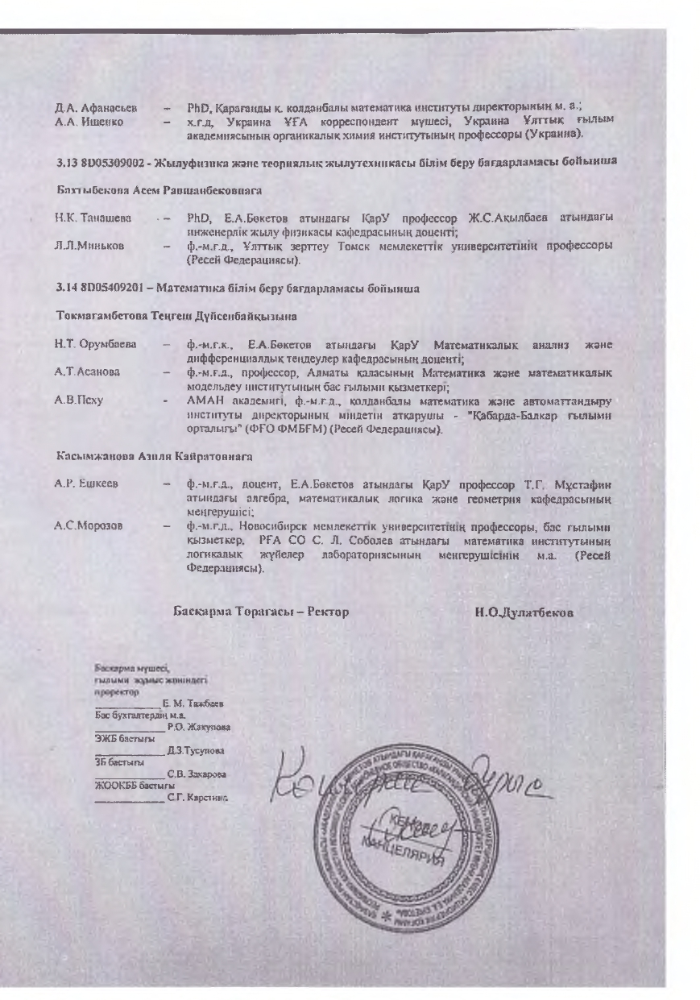 Д.А. Афанасьев – PhD, Қарағанды қ. қолданбалы математика институты директорының м. а.;
А.А. Ищенко – х.ғ.д, Украина ҰҒА корреспондент мүшесі, Украина Ұлттық ғылым
академиясының органикалық химия институтының профессоры (Украина).
3.13 8D05309002 - Жылуфизика және теориялық жылутехникасы білім беру бағдарламасы бойынша
Бахтыбекова Асем Равшанбековнаға
Н.К. Танашева – PhD, Е.А.Бөкетов атындағы ҚарУ профессор Ж.С.Ақылбаев атындағы
инженерлік жылу физикасы кафедрасының доценті;
Л.Л.Миньков – ф.-м.ғ.д., Ұлттық зерттеу Томск мемлекеттік университетінің профессоры
(Ресей Федерациясы).
3.14 8D05409201 – Математика білім беру бағдарламасы бойынша
Токмагамбетова Теңгеш Дүйсенбайқызына
Н.Т. Орумбаева – ф-м.ғ.к., Е.А.Бөкетов атындағы ҚарУ Математикалық анализ және
дифференциалдық теңдеулер кафедрасының доценті;
А.Т.Асанова – ф.-м.ғ.д., профессор, Алматы қаласының Математика және математикалық
модельдеу институтының бас ғылыми қызметкері;
А.В.Псху - АМАН академигі, ф.-м.ғ.д., қолданбалы математика және автоматтандыру
институты директорының міндетін атқарушы - "Қабарда-Балкар ғылыми
орталығы" (ФҒО ФМБҒМ) (Ресей Федерациясы).
Касымжанова Азиля Кайратовнаға
А.Р. Ешкеев – ф-м.ғ.д., доцент, Е.А.Бөкетов атындағы ҚарУ профессор Т.Г. Мұстафин
атындағы алгебра, математикалық логика және геометрия кафедрасының
меңгерушісі;
А.С.Морозов – ф-м.ғ.д., Новосибирск мемлекеттік университетінің профессоры, бас ғылыми
қызметкер, РҒА СО С. Л. Соболев атындағы математика институтының
логикалық жүйелер лабораториясының меңгерушісінің м.а. (Ресей
Федерациясы).
Басқарма Төрағасы – Ректор Н.О.Дулатбеков
Басқарма мүшесі,
ғылыми жұмыс жөніндегі
проректор
Е. М. Тажбаев
Бас бухгалтердің м.а.
Р.О. Жакупова
ЭЖБ бастығы
Д.З.Тусупова
ЗБ бастығы
С.В. Захарова
ЖООКББ бастығы
С.Г. Карстина
Көшірме дұрыс
КЕҢСЕ
КАНЦЕЛЯРИЯ